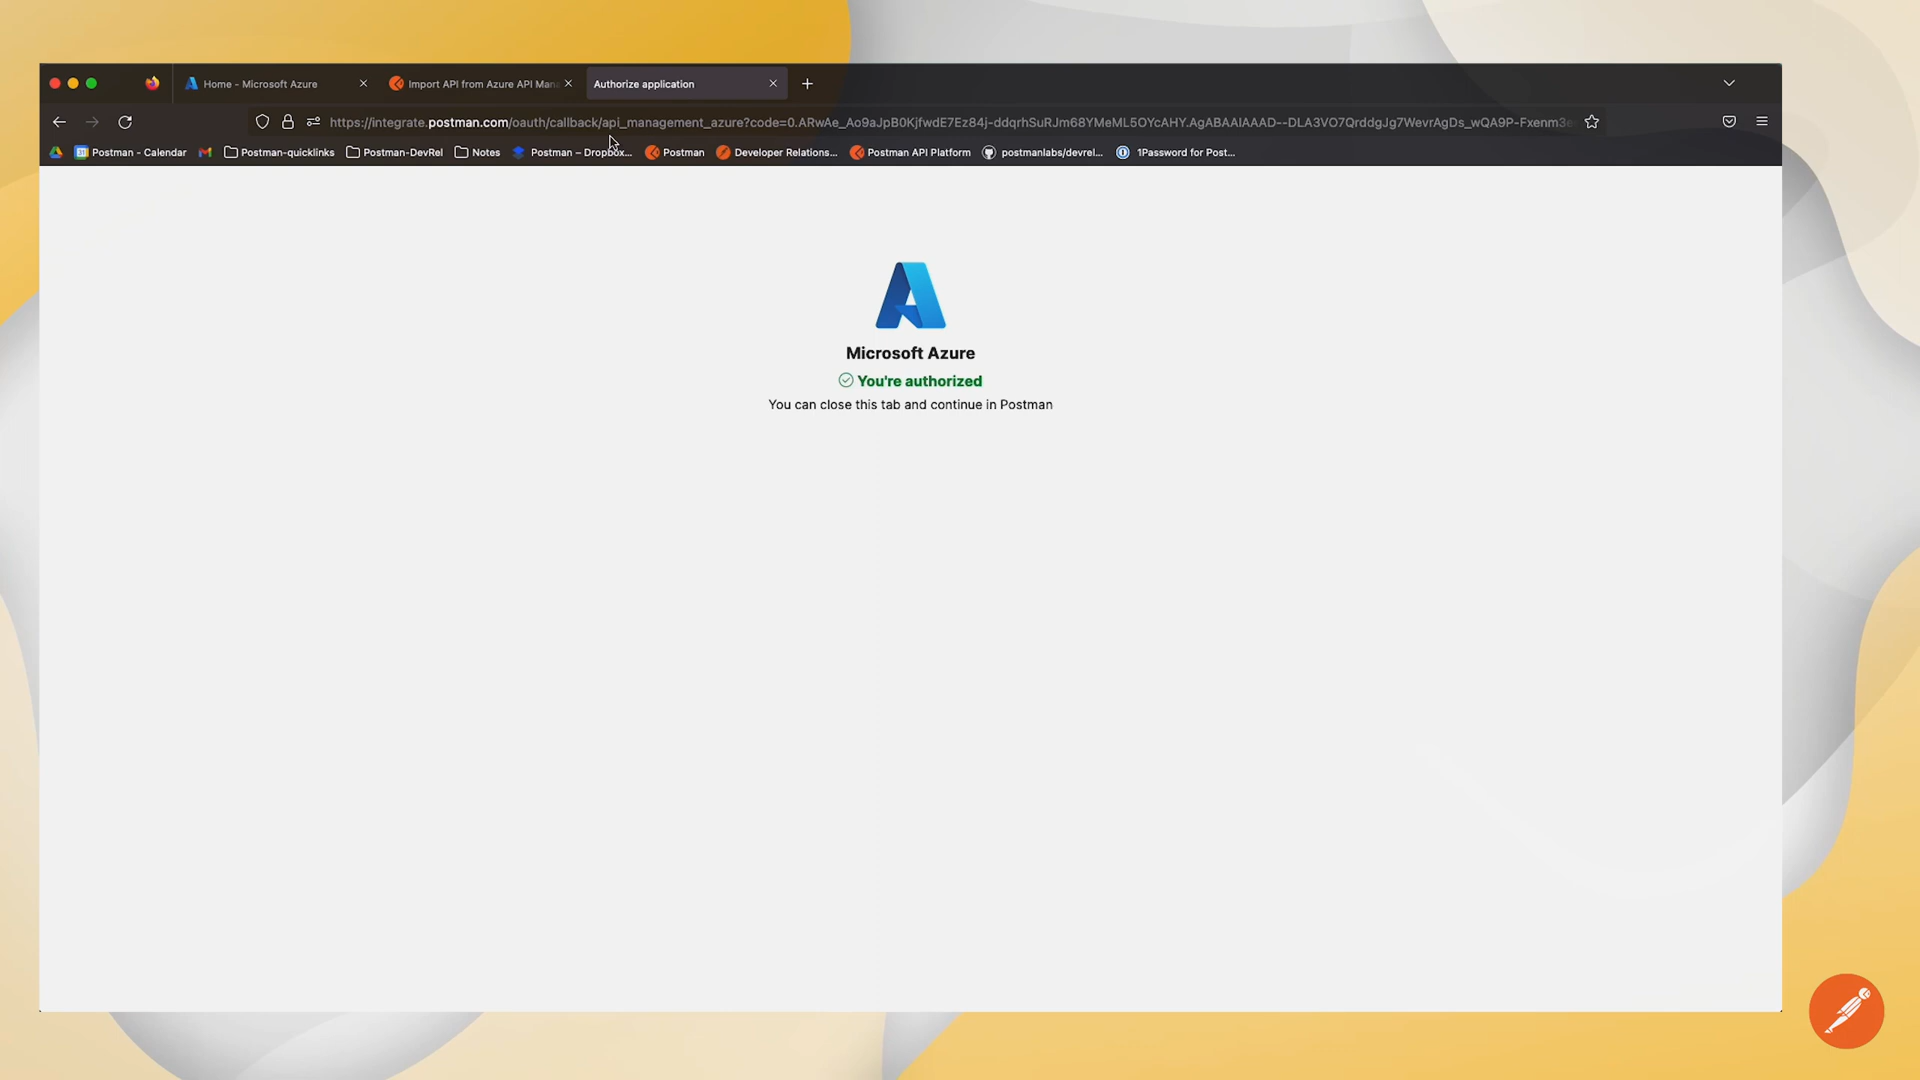 Home - Microsoft Azure
Import API from Azure API Man
Authorize application
https://integrate.postman.com/oauth/callback/api_management_azure?code=0.ARwAe_Ao9aJpB0KjfwdE7Ez84j-ddqrhSuRJm68YMeML5OYcAHY.AgABAAIAAAD--DLA3VO7QrddgJg7WevrAgDs_wQA9P-Fxenm3
Postman - Calendar
Postman-quicklinks
Postman-DevRel
Notes
Postman – Dropbox...
Postman
Developer Relations...
Postman API Platform
postmanlabs/devrel...
1Password for Post...
Microsoft Azure
You're authorized
You can close this tab and continue in Postman